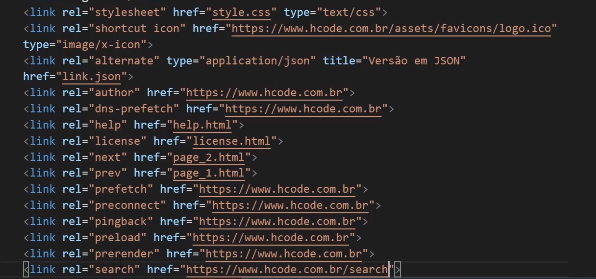 <link rel="stylesheet" href="style.css" type="text/css">
<link rel="shortcut icon" href="https://www.hcode.com.br/assets/favicons/logo.ico"
type="image/x-icon">
<link rel="alternate" type="application/json" title="Versão em JSON"
href="link.json">
<link rel="author" href="https://www.hcode.com.br">
<link rel="dns-prefetch" href="https://www.hcode.com.br">
<link rel="help" href="help.html">
<link rel="license" href="license.html">
<link rel="next" href="page_2.html">
<link rel="prev" href="page_1.html">
<link rel="prefetch" href="https://www.hcode.com.br">
<link rel="preconnect" href="https://www.hcode.com.br">
<link rel="pingback" href="https://www.hcode.com.br">
<link rel="preload" href="https://www.hcode.com.br">
<link rel="prerender" href="https://www.hcode.com.br">
<link rel="search" href="https://www.hcode.com.br/search">